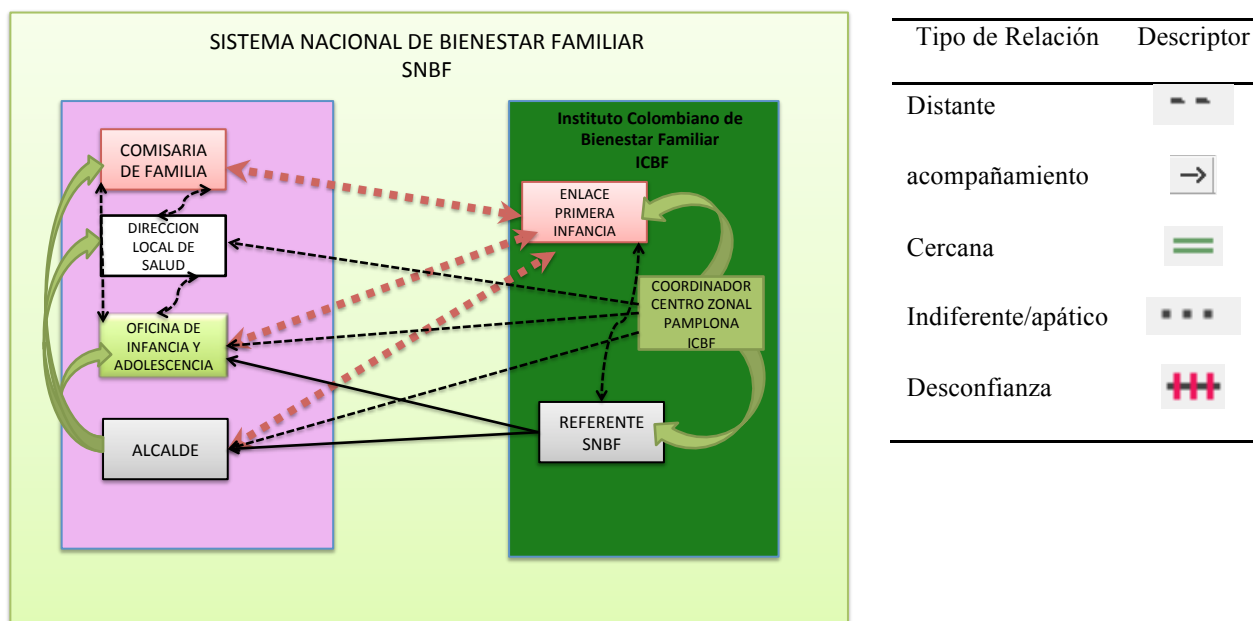 SISTEMA NACIONAL DE BIENESTAR FAMILIAR
SNBF
COMISARIA
DE FAMILIA
DIRECCION
LOCAL DE
SALUD
OFICINA DE
INFANCIA Y
ADOLESCENCIA
ALCALDE
Instituto Colombiano de
Bienestar Familiar
ICBF
ENLACE
PRIMERA
INFANCIA
COORDINADOR
CENTRO ZONAL
PAMPLONA
ICBF
REFERENTE
SNBF
Tipo de Relación Descriptor
Distante
acompañamiento
Cercana
Indiferente/apático
Desconfianza